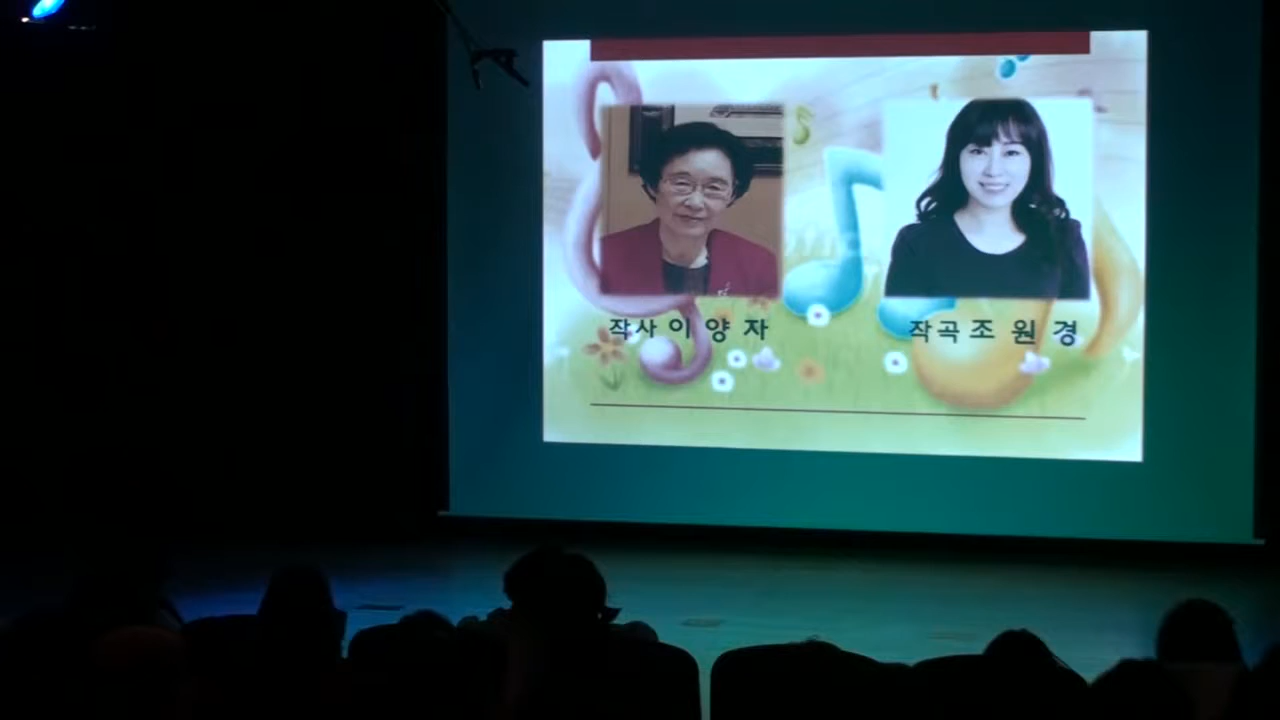 작사 이 양 자
작곡 조 원 경